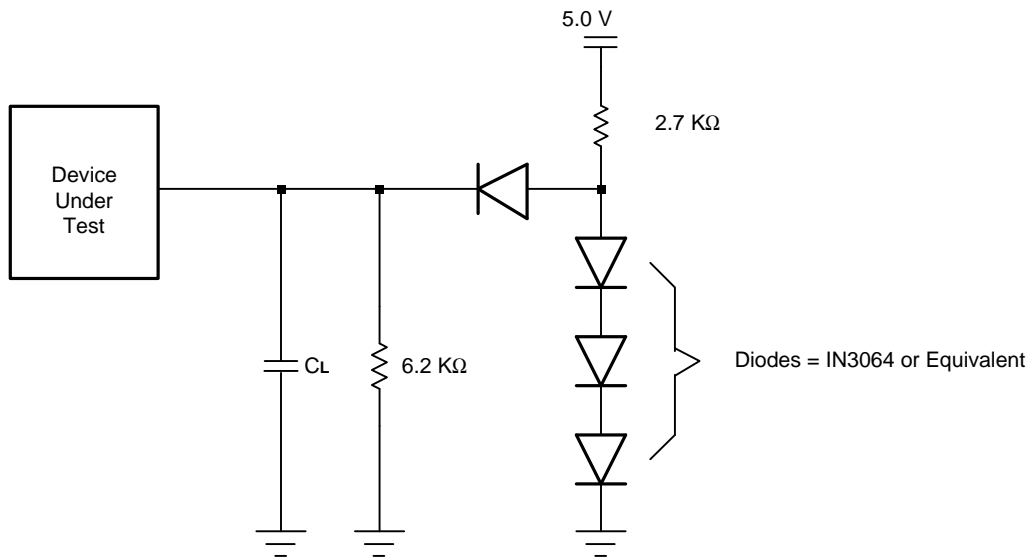 5.0 V
2.7 KΩ
Device
Under
Test
CL
6.2 KΩ
Diodes = IN3064 or Equivalent